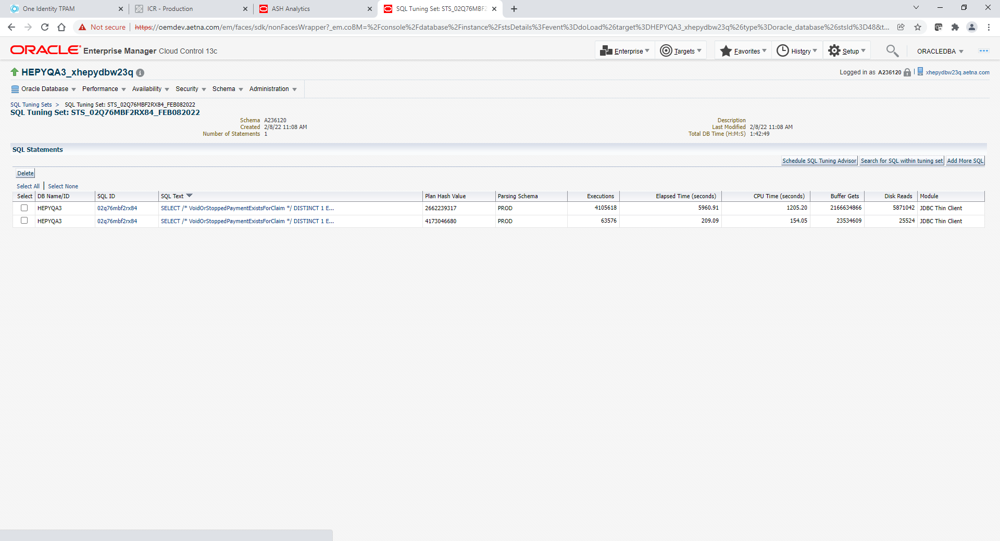 One Identity TPAM
ICR - Production
ASH Analytics
SQL Tuning Set: STS_02Q76MBF2
Not secure
https://oemdev.aetna.com/em/faces/sdk/nonFacesWrapper?_em.coBM=%2Fconsole%2Fdatabase%2Finstance%2FstsDetails%3Fevent%3DdoLoad%26target%3DHEPYQA3_xhepydbw23q%26type%3Doracle_database%26stsId%3D48&t...
ORACLE Enterprise Manager Cloud Control 13c
Enterprise Targets Favorites History Setup ORACLEDBA
HEPYQA3_xhepydbw23q
Logged in as A236120 xhepydbw23q.aetna.com
Oracle Database Performance Availability Security Schema Administration
SQL Tuning Sets > SQL Tuning Set: STS_02Q76MBF2RX84_FEB082022
SQL Tuning Set: STS_02Q76MBF2RX84_FEB082022
Schema A236120 Description
Created 2/8/22 11:08 AM Last Modified 2/8/22 11:08 AM
Number of Statements 1 Total DB Time (H:M:S) 1:42:49
SQL Statements
Schedule SQL Tuning Advisor Search for SQL within tuning set Add More SQL
Delete
Select All Select None
Select DB Name/ID SQL ID SQL Text Plan Hash Value Parsing Schema Executions Elapsed Time (seconds) CPU Time (seconds) Buffer Gets Disk Reads Module
HEPYQA3 02q76mbf2rx84 SELECT /* VoidOrStoppedPaymentExistsForClaim */ DISTINCT 1 E... 2662239317 PROD 4105618 5960.91 1205.20 2166634866 5871042 JDBC Thin Client
HEPYQA3 02q76mbf2rx84 SELECT /* VoidOrStoppedPaymentExistsForClaim */ DISTINCT 1 E... 4173046680 PROD 63576 209.09 154.05 23534609 25524 JDBC Thin Client